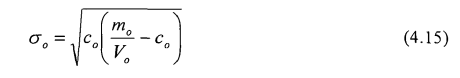 σ_o = √(c_o (m_o / V_o − c_o)) (4.15)